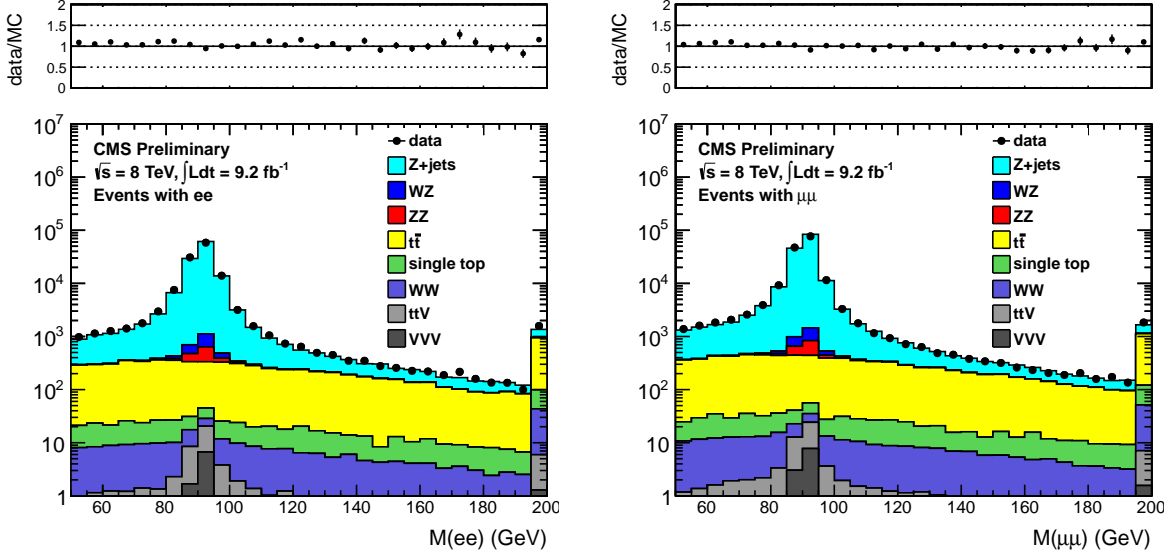 data/MC
2
1.5
1
0.5
0
10⁷
10⁶
10⁵
10⁴
10³
10²
10
1
CMS Preliminary
√s = 8 TeV, ∫Ldt = 9.2 fb⁻¹
Events with ee
data
Z+jets
WZ
ZZ
tt̄
single top
WW
ttV
VVV
60 80 100 120 140 160 180 200
M(ee) (GeV)
data/MC
2
1.5
1
0.5
0
10⁷
10⁶
10⁵
10⁴
10³
10²
10
1
CMS Preliminary
√s = 8 TeV, ∫Ldt = 9.2 fb⁻¹
Events with μμ
data
Z+jets
WZ
ZZ
tt̄
single top
WW
ttV
VVV
60 80 100 120 140 160 180 200
M(μμ) (GeV)